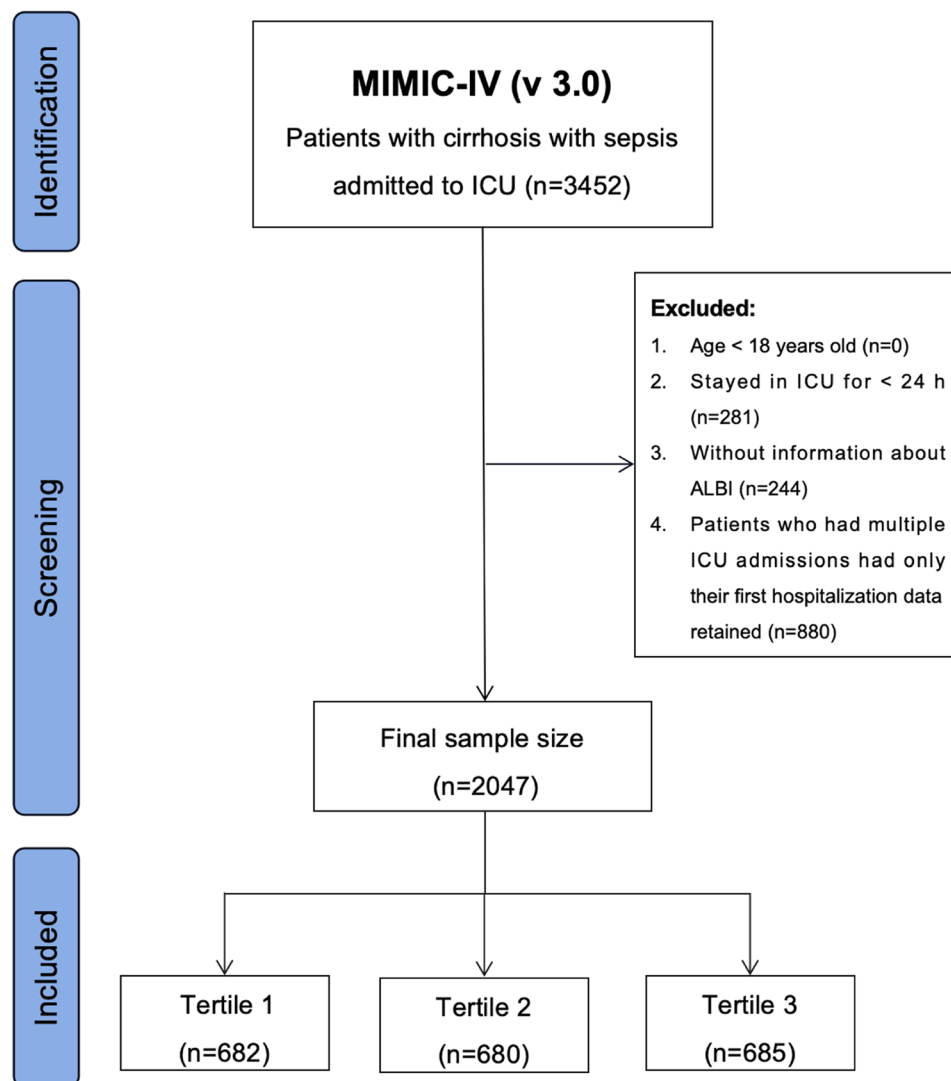 Identification
MIMIC-IV (v 3.0)
Patients with cirrhosis with sepsis
admitted to ICU (n=3452)
Screening
Excluded:
1. Age < 18 years old (n=0)
2. Stayed in ICU for < 24 h
(n=281)
3. Without information about
ALBI (n=244)
4. Patients who had multiple
ICU admissions had only
their first hospitalization data
retained (n=880)
Final sample size
(n=2047)
Included
Tertile 1
(n=682)
Tertile 2
(n=680)
Tertile 3
(n=685)